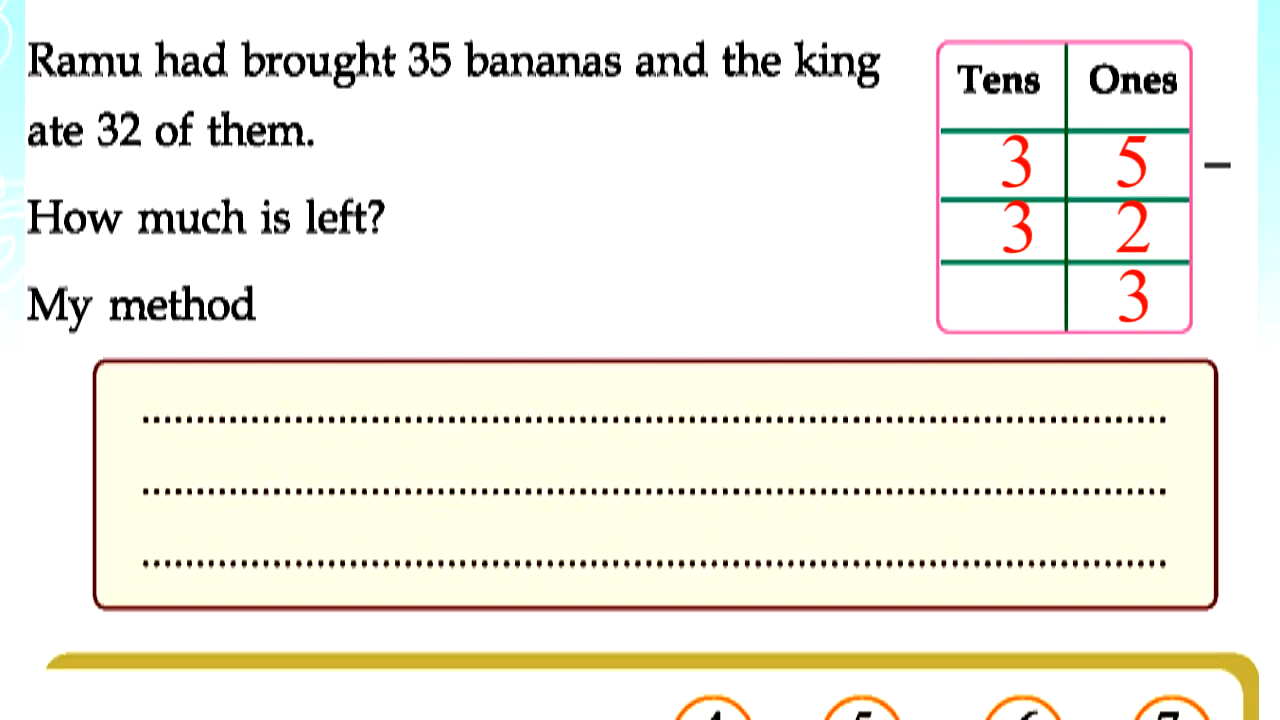 Ramu had brought 35 bananas and the king
ate 32 of them.
How much is left?
My method
Tens Ones
3 5 –
3 2
3